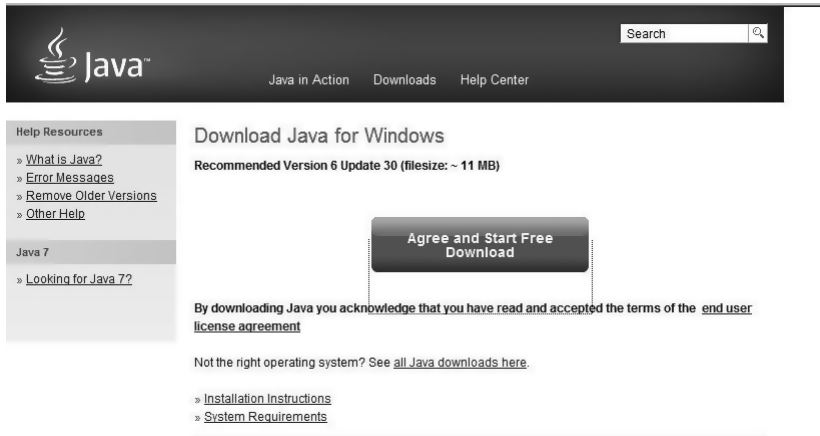 Search
Java™
Java in Action Downloads Help Center
Help Resources
» What is Java?
» Error Messages
» Remove Older Versions
» Other Help
Java 7
» Looking for Java 7?
Download Java for Windows
Recommended Version 6 Update 30 (filesize: ~ 11 MB)
Agree and Start Free
Download
By downloading Java you acknowledge that you have read and accepted the terms of the end user
license agreement
Not the right operating system? See all Java downloads here.
» Installation Instructions
» System Requirements